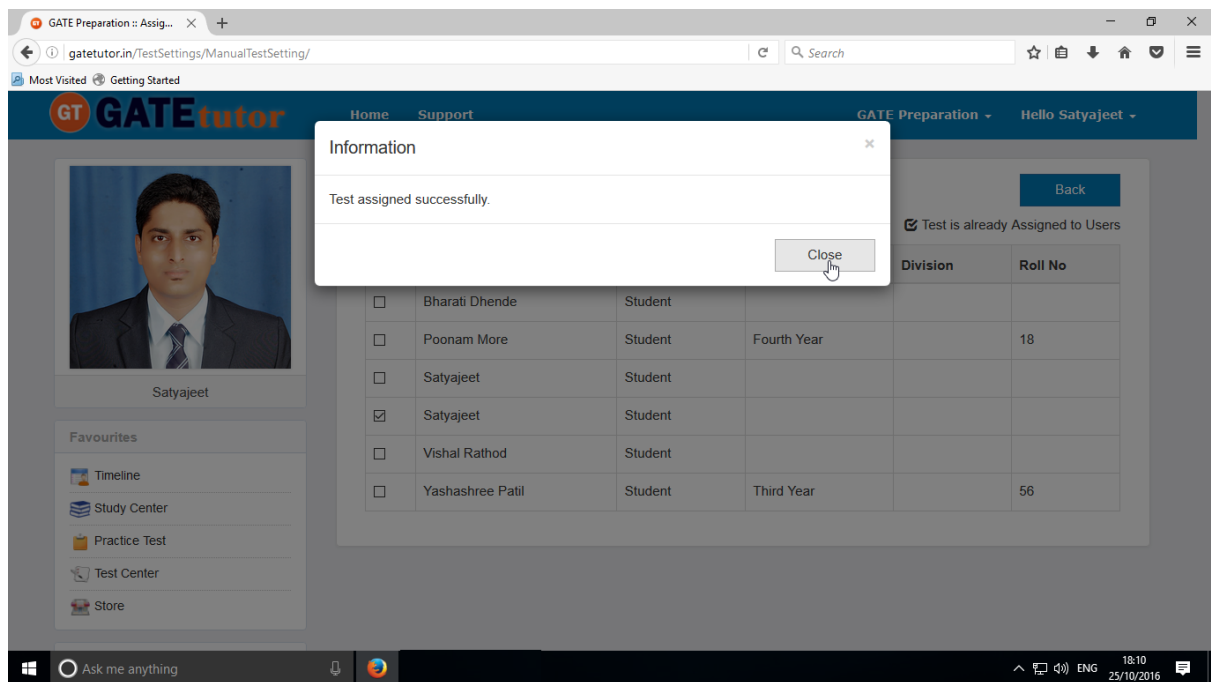 GATE Preparation :: Assig...
gatetutor.in/TestSettings/ManualTestSetting/
Search
Most Visited Getting Started
GT GATEtutor Home Support GATE Preparation Hello Satyajeet
Information
Test assigned successfully.
Close
Back
Test is already Assigned to Users
Division Roll No
Bharati Dhende Student
Poonam More Student Fourth Year 18
Satyajeet Student
Satyajeet Student
Vishal Rathod Student
Yashashree Patil Student Third Year 56
Satyajeet
Favourites
Timeline
Study Center
Practice Test
Test Center
Store
Ask me anything
ENG
18:10
25/10/2016